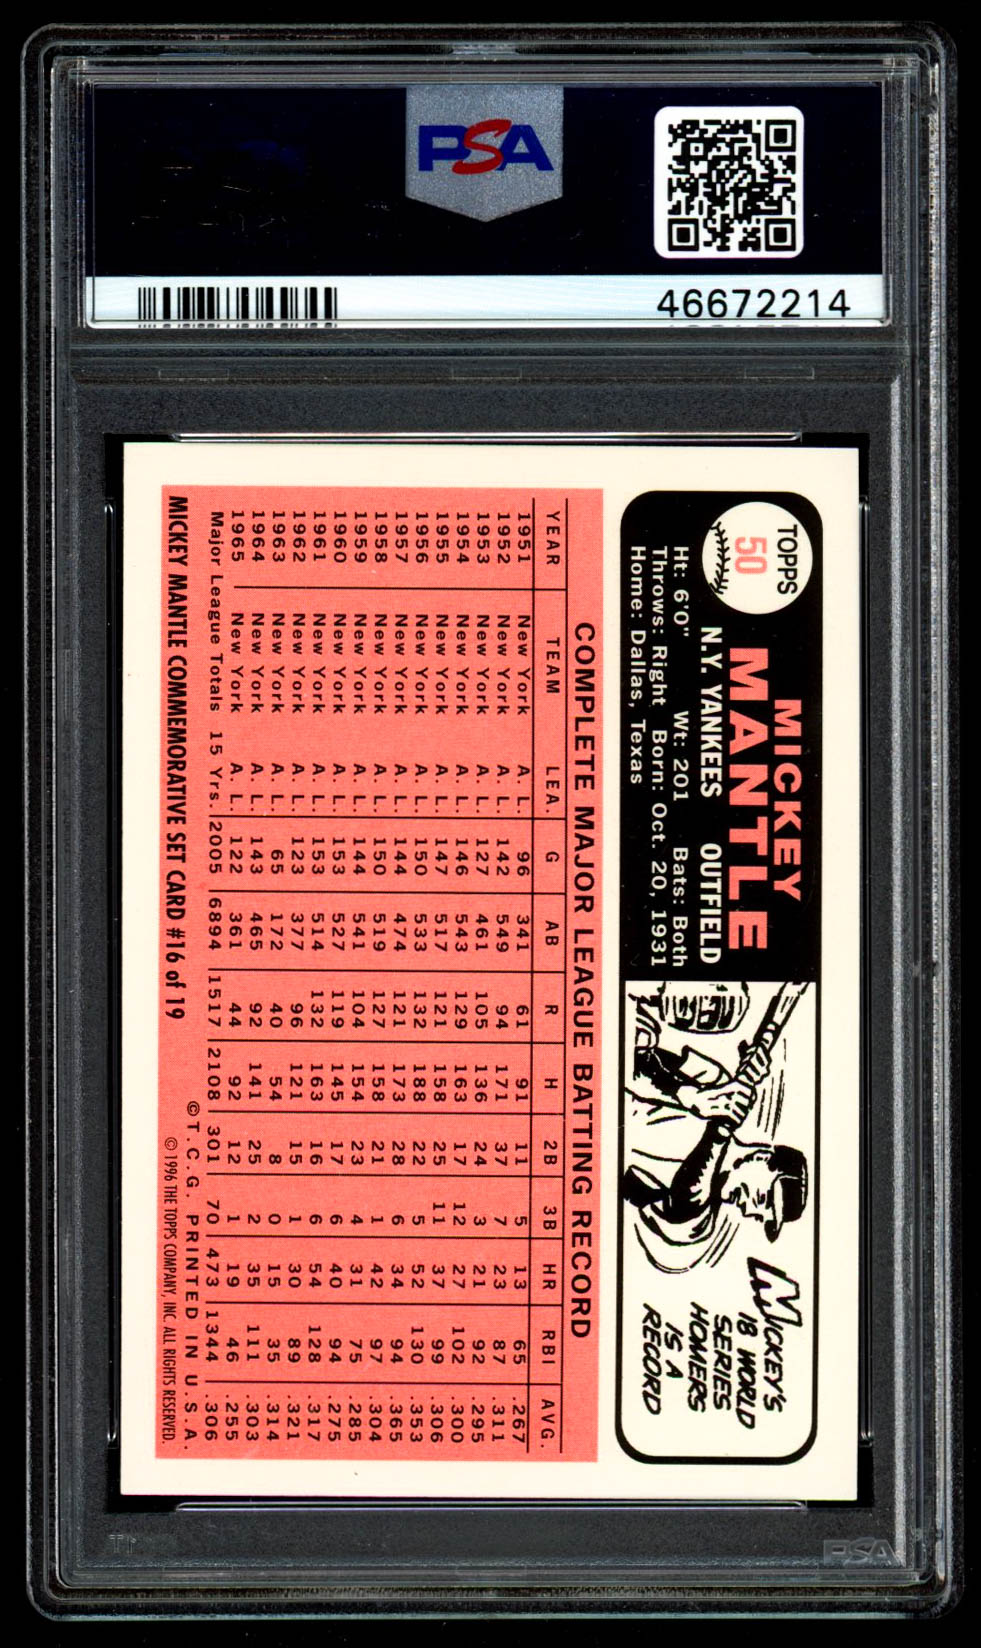 PSA
46672214
TOPPS
50
MICKEY
MANTLE
N.Y. YANKEES OUTFIELD
Ht: 6'0" Wt: 201 Bats: Both
Throws: Right Born: Oct. 20, 1931
Home: Dallas, Texas
MICKEY'S
18 WORLD
SERIES
HOMERS
IS A
RECORD
COMPLETE MAJOR LEAGUE BATTING RECORD
YEAR TEAM LEA. G AB R H 2B 3B HR RBI AVG.
1951 New York A. L. 96 341 61 91 11 5 13 65 .267
1952 New York A. L. 142 549 94 171 37 7 23 87 .311
1953 New York A. L. 127 461 105 136 24 3 21 92 .295
1954 New York A. L. 146 543 129 163 17 12 27 102 .300
1955 New York A. L. 147 517 121 158 25 11 37 99 .306
1956 New York A. L. 150 533 132 188 22 5 52 130 .353
1957 New York A. L. 144 474 121 173 28 6 34 94 .365
1958 New York A. L. 150 519 127 158 21 1 42 97 .304
1959 New York A. L. 144 541 104 154 23 4 31 75 .285
1960 New York A. L. 153 527 119 145 17 6 40 94 .275
1961 New York A. L. 153 514 132 163 16 6 54 128 .317
1962 New York A. L. 123 377 96 121 15 1 30 89 .321
1963 New York A. L. 65 172 40 54 8 0 15 35 .314
1964 New York A. L. 143 465 92 141 25 2 35 111 .303
1965 New York A. L. 122 361 44 92 12 1 19 46 .255
Major League Totals 15 Yrs. 2005 6894 1517 2108 301 70 473 1344 .306
© T.C.G. PRINTED IN U.S.A.
MICKEY MANTLE COMMEMORATIVE SET CARD #16 of 19
© 1996 THE TOPPS COMPANY, INC. ALL RIGHTS RESERVED.
PSA